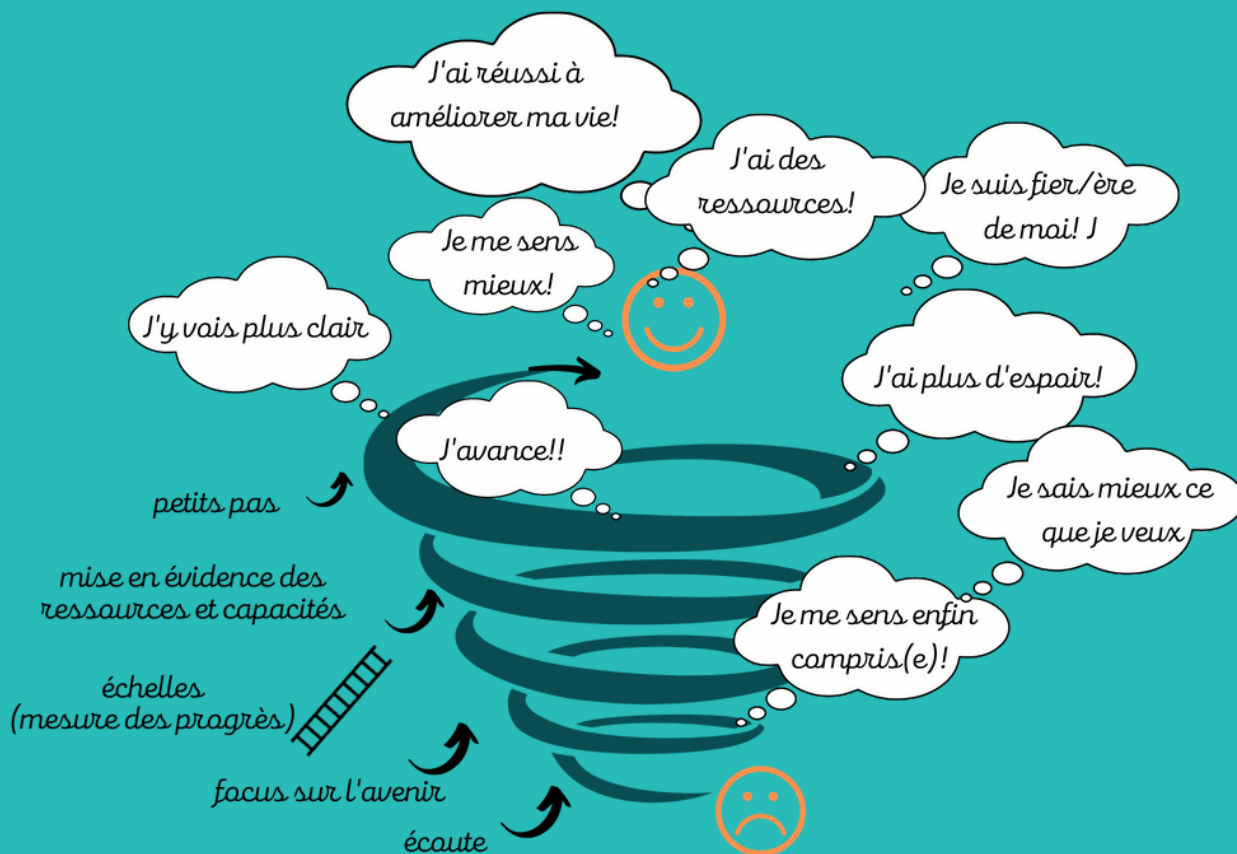 J'ai réussi à
améliorer ma vie!
J'ai des
ressources!
Je suis fier/ère
de moi! J
Je me sens
mieux!
J'y vois plus clair
J'ai plus d'espoir!
J'avance!!
Je sais mieux ce
que je veux
petits pas
mise en évidence des
ressources et capacités
Je me sens enfin
compris(e)!
échelles
(mesure des progrès)
focus sur l'avenir
écoute